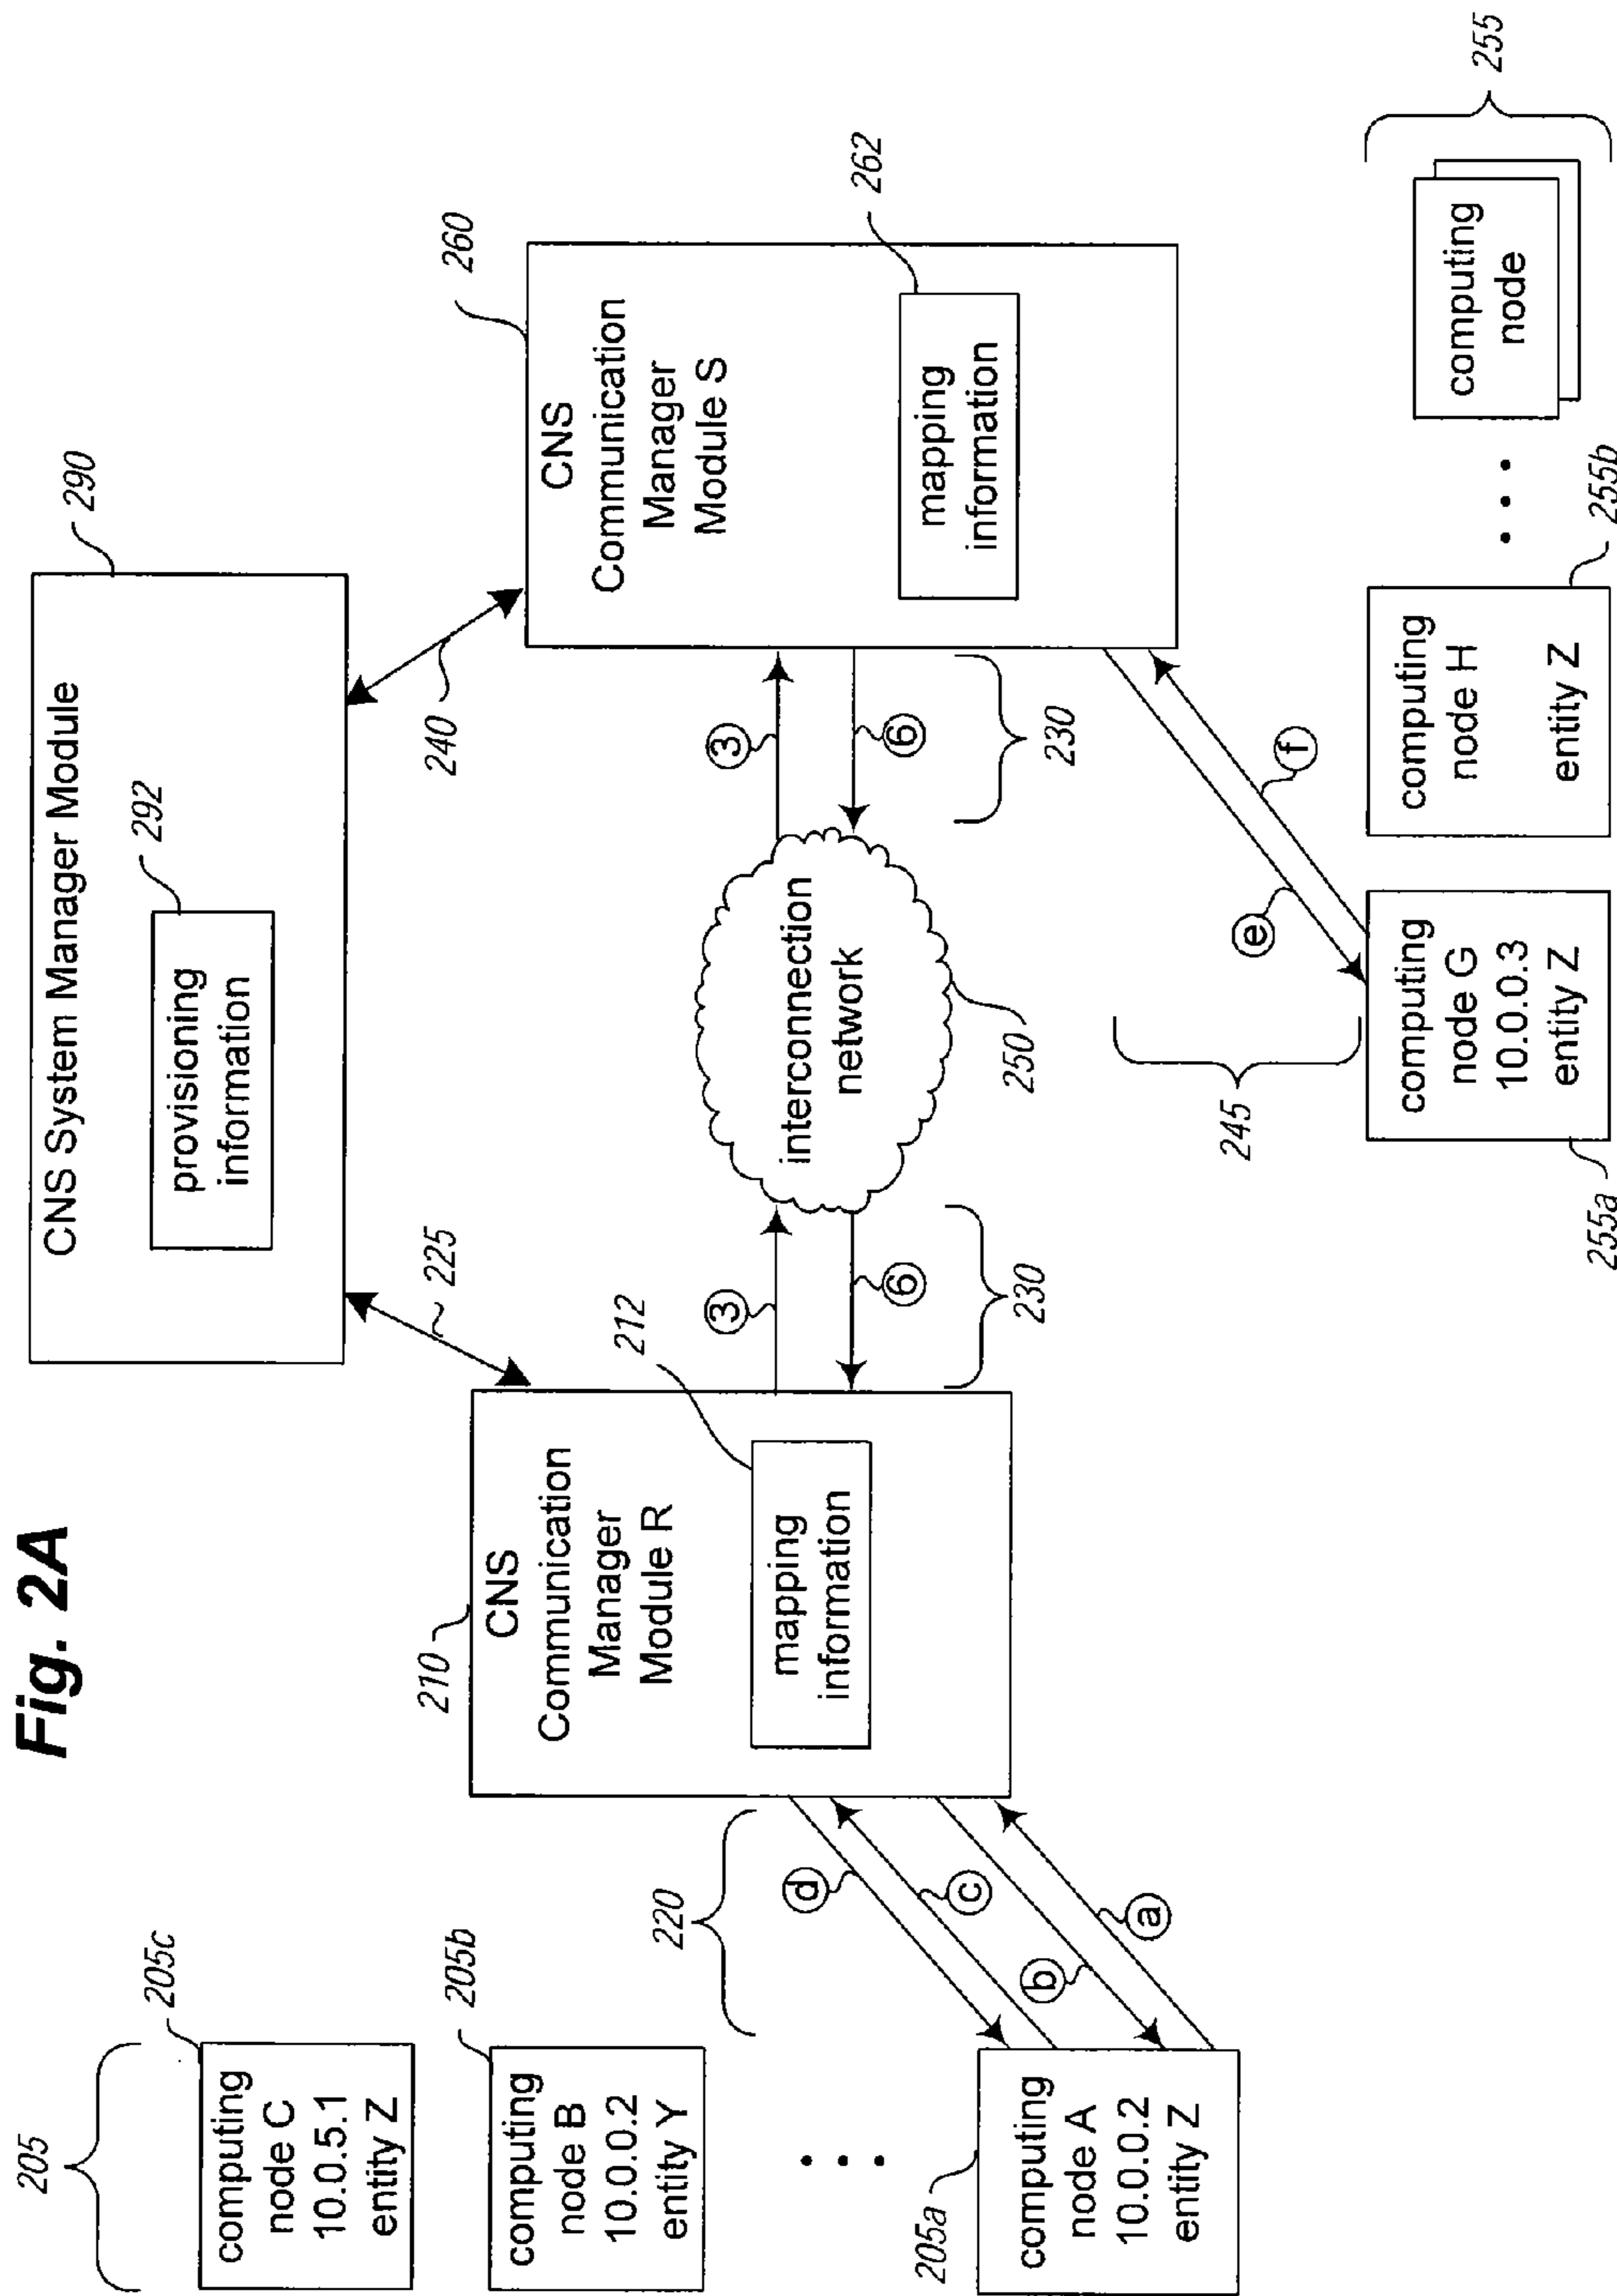 Fig. 2A
CNS System Manager Module
290
provisioning
information
292
225
240
205
205c
computing
node C
10.0.5.1
entity Z
205b
computing
node B
10.0.0.2
entity Y
205a
computing
node A
10.0.0.2
entity Z
220
d
c
b
a
210
CNS
Communication
Manager
Module R
mapping
information
212
3
6
230
interconnection
network
250
3
6
230
260
CNS
Communication
Manager
Module S
mapping
information
262
245
e
f
255a
computing
node G
10.0.0.3
entity Z
255b
computing
node H
entity Z
computing
node
255